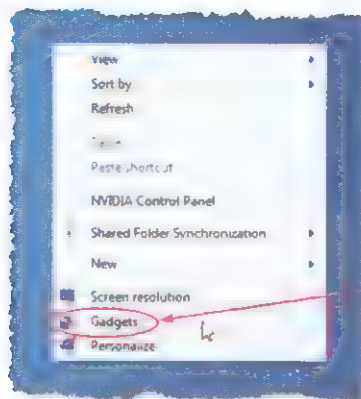 View
Sort by
Refresh
Paste shortcut
NVIDIA Control Panel
Shared Folder Synchronization
New
Screen resolution
Gadgets
Personalize